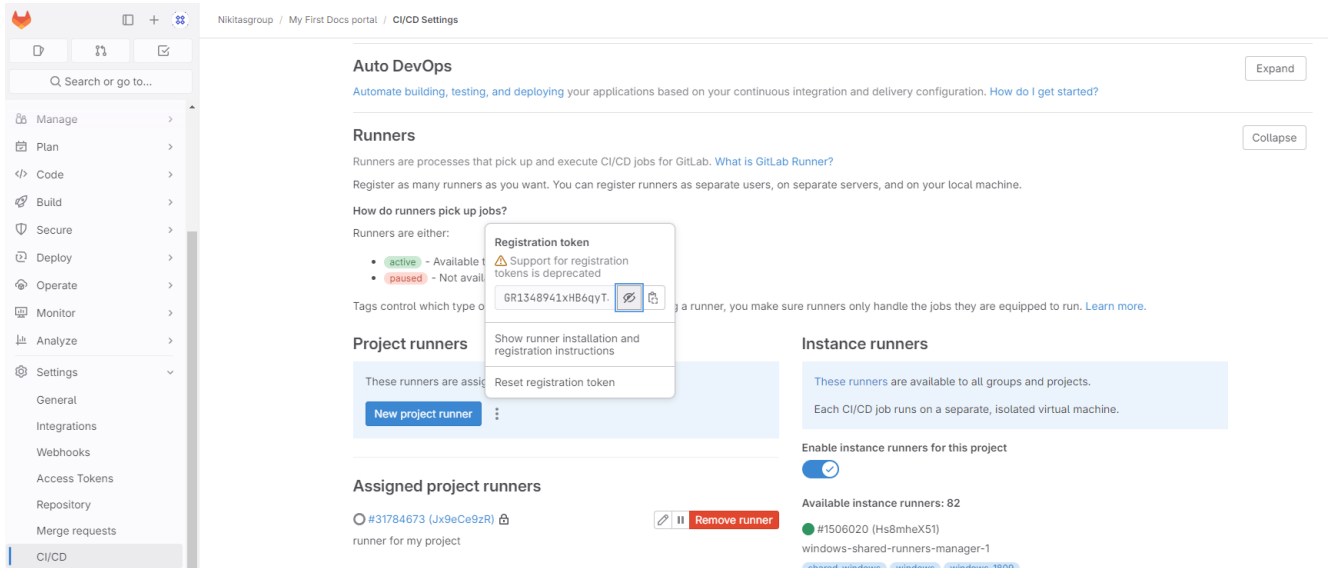 Nikitasgroup / My First Docs portal / CI/CD Settings
Search or go to...
Manage
Plan
Code
Build
Secure
Deploy
Operate
Monitor
Analyze
Settings
General
Integrations
Webhooks
Access Tokens
Repository
Merge requests
CI/CD
Auto DevOps
Expand
Automate building, testing, and deploying your applications based on your continuous integration and delivery configuration. How do I get started?
Runners
Collapse
Runners are processes that pick up and execute CI/CD jobs for GitLab. What is GitLab Runner?
Register as many runners as you want. You can register runners as separate users, on separate servers, and on your local machine.
How do runners pick up jobs?
Runners are either:
active - Available
paused - Not
Registration token
Support for registration
tokens is deprecated
GR1348941xHB6qyT
Show runner installation and
registration instructions
Reset registration token
Tags control which type a runner, you make sure runners only handle the jobs they are equipped to run. Learn more.
Project runners
These runners are
New project runner
Assigned project runners
#31784673 (Jx9eCe9zR)
Remove runner
runner for my project
Instance runners
These runners are available to all groups and projects.
Each CI/CD job runs on a separate, isolated virtual machine.
Enable instance runners for this project
Available instance runners: 82
#1506020 (Hs8mheX51)
windows-shared-runners-manager-1
shared-windows windows windows-1809